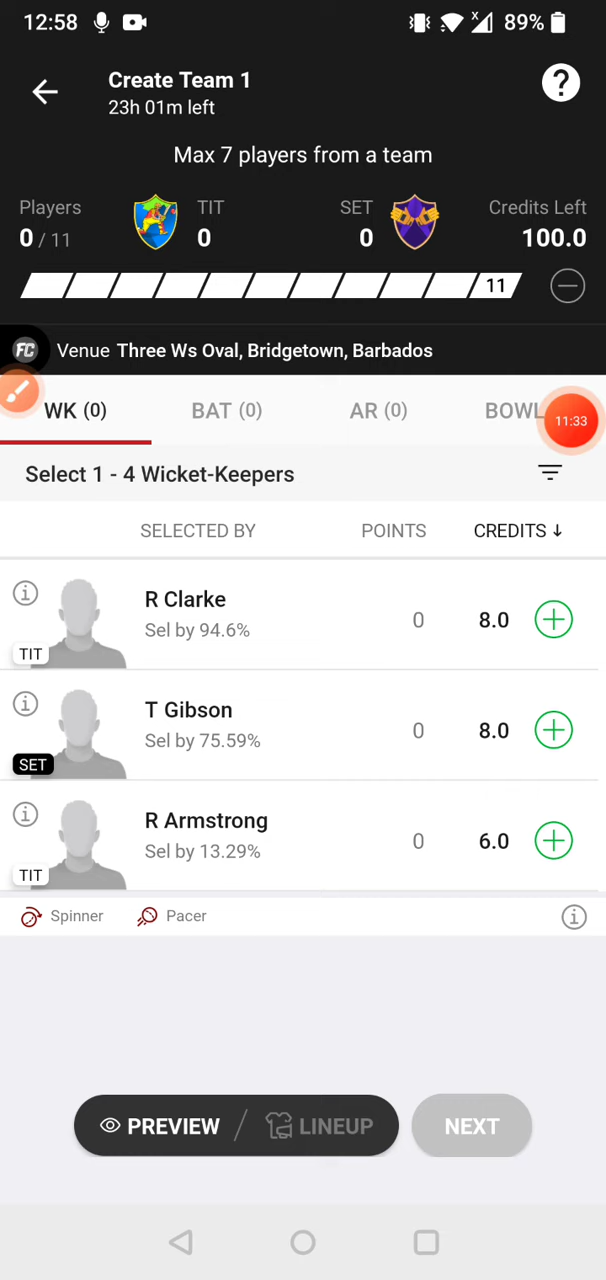 12:58 x 89%
Create Team 1
23h 01m left
?
Max 7 players from a team
Players TIT SET Credits Left
0 / 11 0 0 100.0
11
FC Venue Three Ws Oval, Bridgetown, Barbados
WK (0) BAT (0) AR (0) BOWL
11:33
Select 1 - 4 Wicket-Keepers
SELECTED BY POINTS CREDITS ↓
R Clarke
Sel by 94.6% 0 8.0
TIT
T Gibson
Sel by 75.59% 0 8.0
SET
R Armstrong
Sel by 13.29% 0 6.0
TIT
Spinner Pacer
PREVIEW / LINEUP NEXT